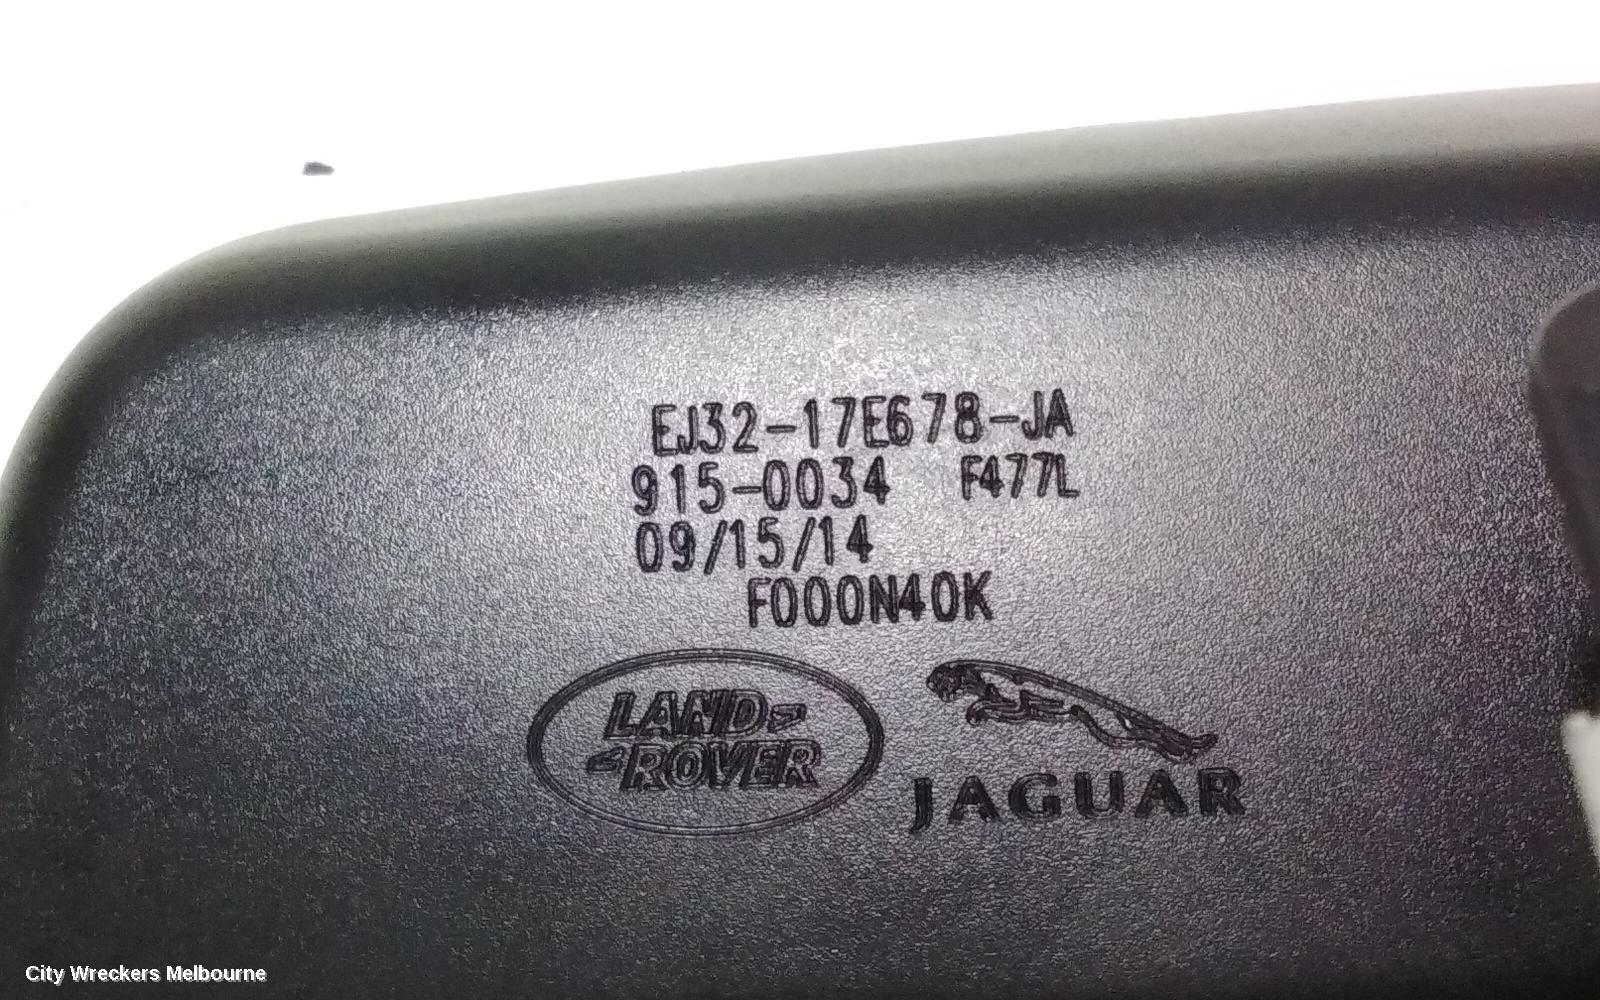 EJ32-17E678-JA
915-0034 F477L
09/15/14
F000N40K
LAND
ROVER
JAGUAR
City Wreckers Melbourne